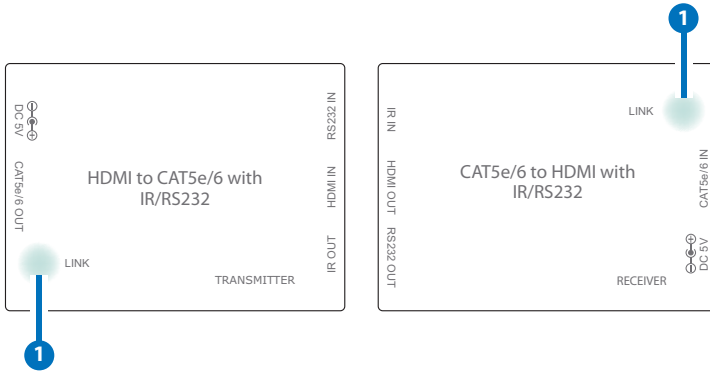 1
DC 5V
CAT5e/6 OUT
HDMI to CAT5e/6 with
IR/RS232
LINK
TRANSMITTER
RS232 IN
HDMI IN
IR OUT
1
IR IN
HDMI OUT
RS232 OUT
CAT5e/6 to HDMI with
IR/RS232
LINK
RECEIVER
CAT5e/6 IN
DC 5V